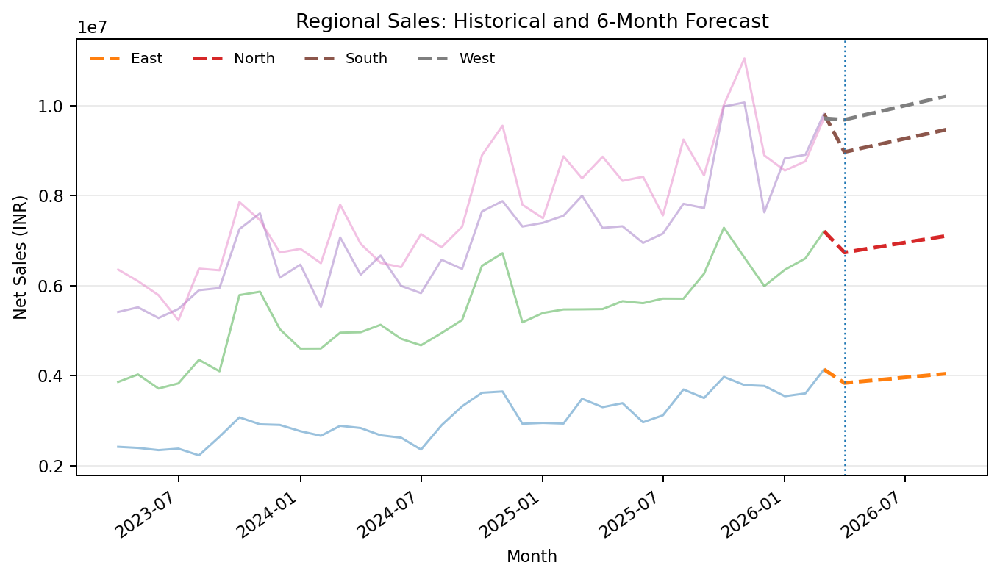 Regional Sales: Historical and 6-Month Forecast
1e7
East North South West
1.0
0.8
0.6
0.4
0.2
Net Sales (INR)
2023-07 2024-01 2024-07 2025-01 2025-07 2026-01 2026-07
Month